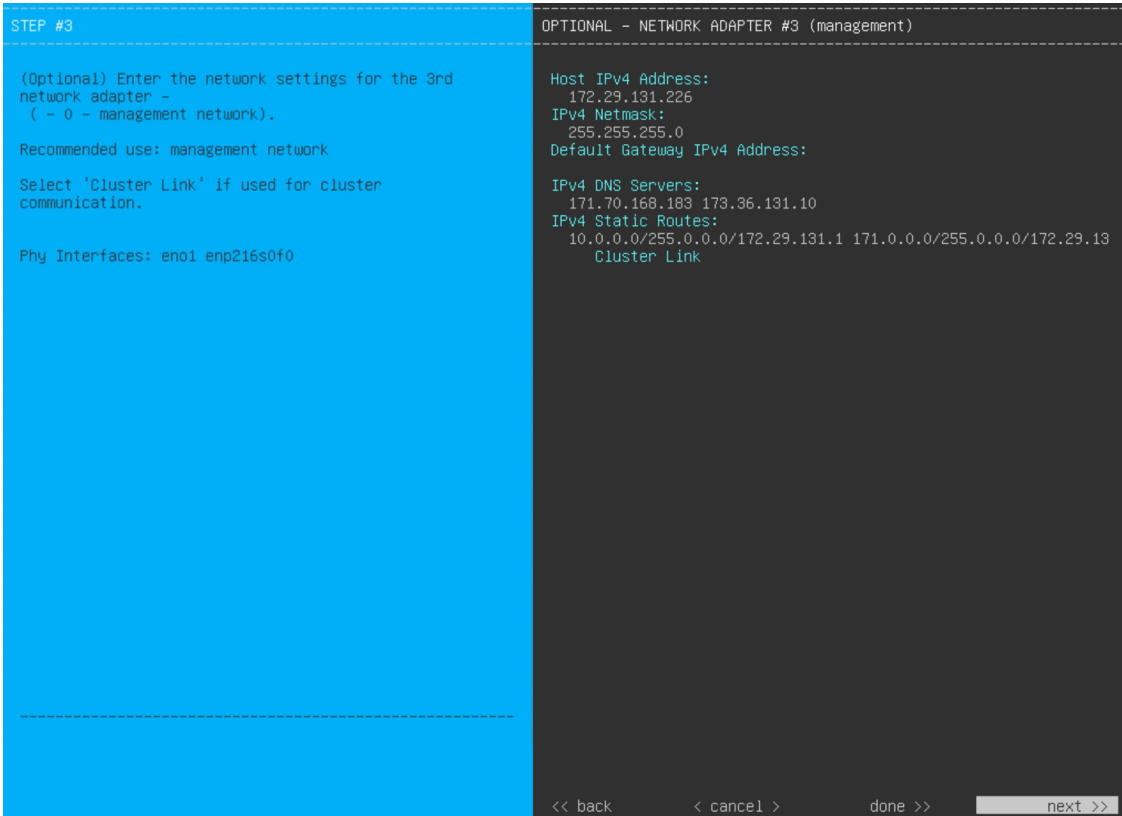 STEP #3
(Optional) Enter the network settings for the 3rd
network adapter -
( - 0 - management network).
Recommended use: management network
Select 'Cluster Link' if used for cluster
communication.
Phy Interfaces: eno1 enp216s0f0
OPTIONAL - NETWORK ADAPTER #3 (management)
Host IPv4 Address:
172.29.131.226
IPv4 Netmask:
255.255.255.0
Default Gateway IPv4 Address:
IPv4 DNS Servers:
171.70.168.183 173.36.131.10
IPv4 Static Routes:
10.0.0.0/255.0.0.0/172.29.131.1 171.0.0.0/255.0.0.0/172.29.13
Cluster Link
<< back < cancel > done >> next >>